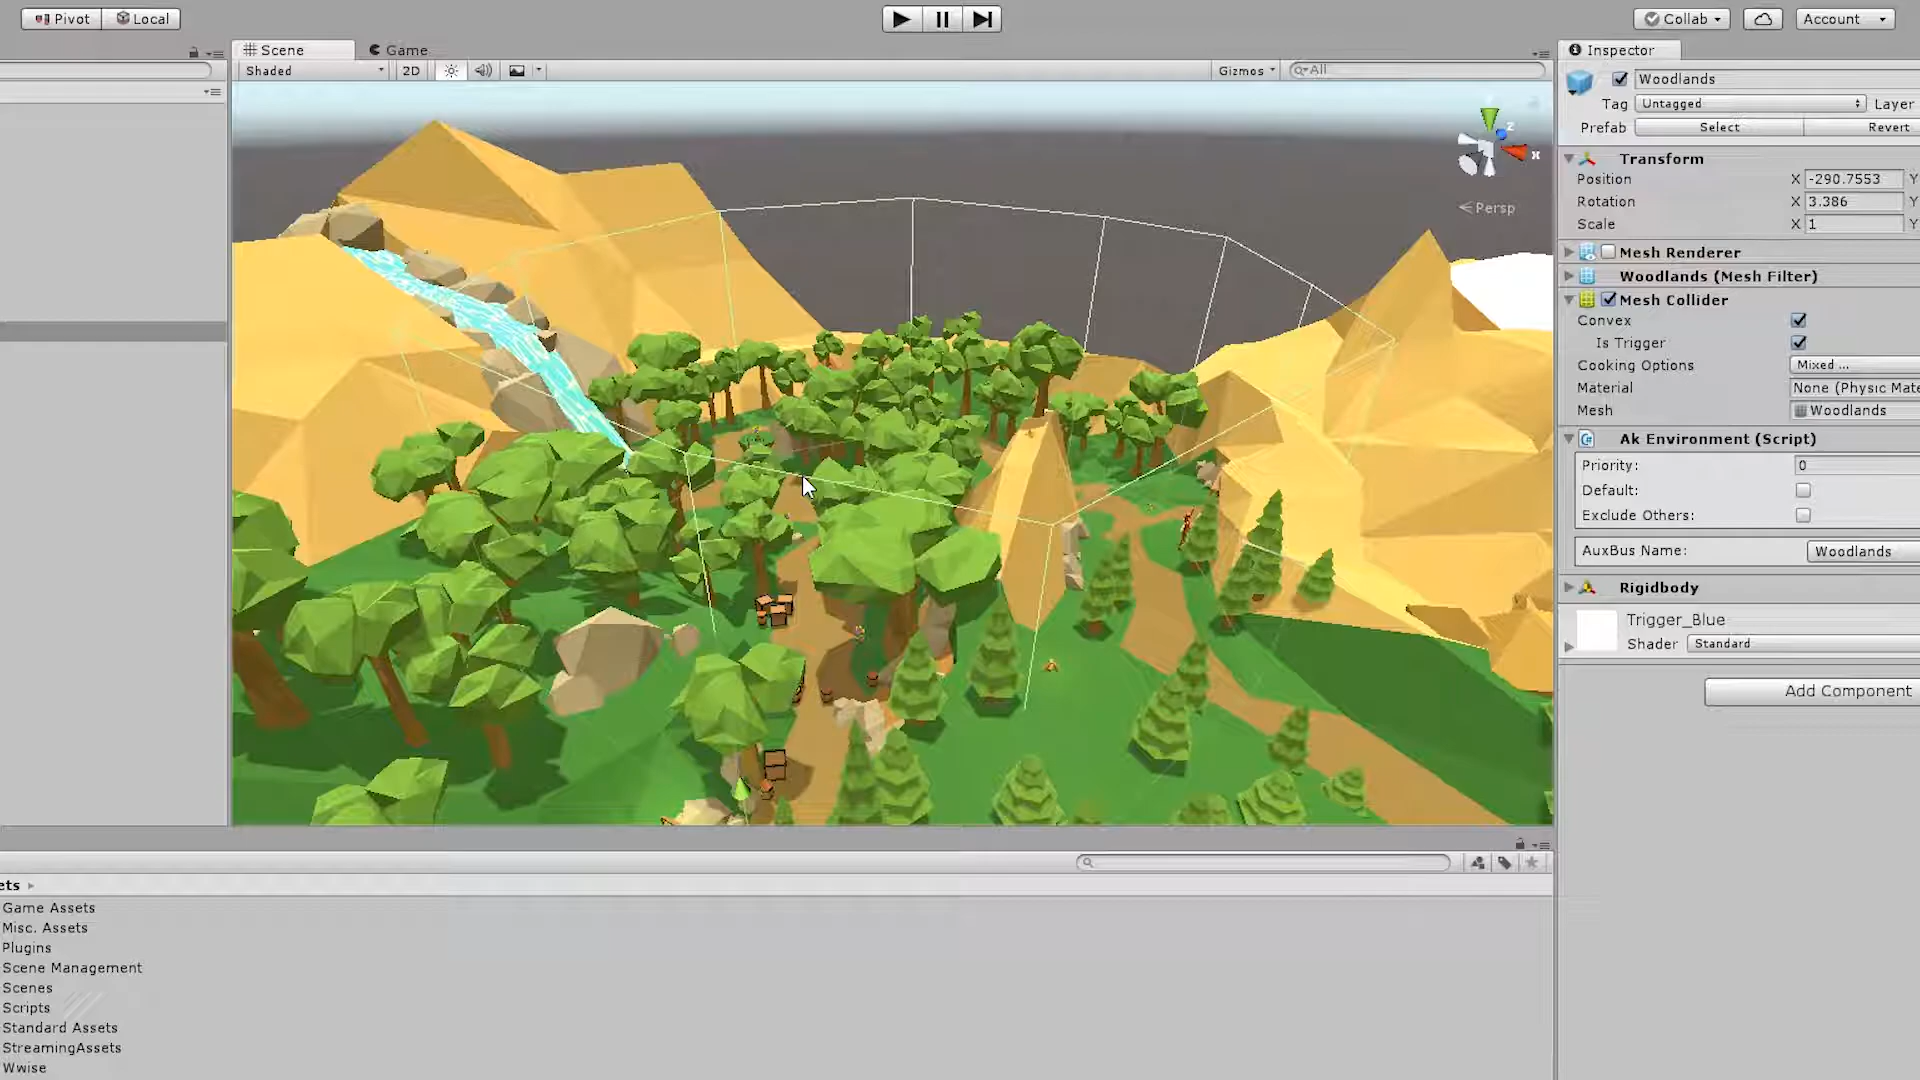 Pivot Local Collab Account
Scene Game Inspector
Shaded 2D Gizmos All
Woodlands
Tag Untagged Layer
Prefab Select Revert
Z
X
Persp
Transform
Position X -290.7553 Y
Rotation X 3.386 Y
Scale X 1 Y
Mesh Renderer
Woodlands (Mesh Filter)
Mesh Collider
Convex
Is Trigger
Cooking Options Mixed ...
Material None (Physic Mate
Mesh Woodlands
Ak Environment (Script)
Priority: 0
Default:
Exclude Others:
AuxBus Name: Woodlands
Rigidbody
Trigger_Blue
Shader Standard
Add Component
ets
Game Assets
Misc. Assets
Plugins
Scene Management
Scenes
Scripts
Standard Assets
StreamingAssets
Wwise